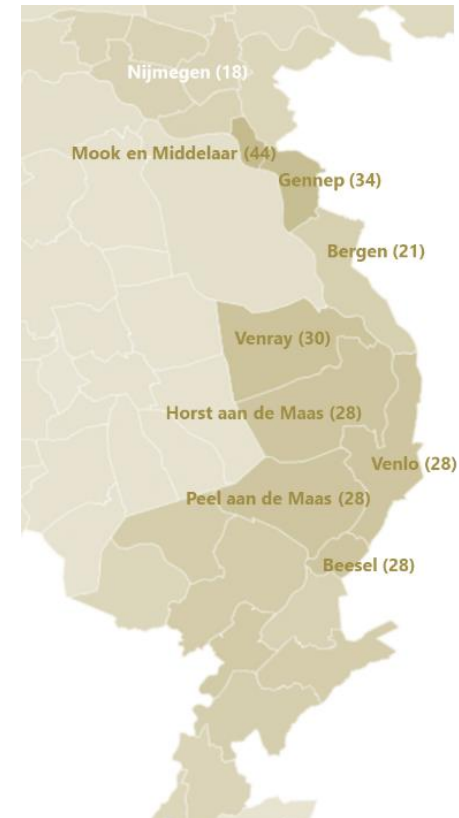 Nijmegen (18)
Mook en Middelaar (44)
Gennep (34)
Bergen (21)
Venray (30)
Horst aan de Maas (28)
Venlo (28)
Peel aan de Maas (28)
Beesel (28)